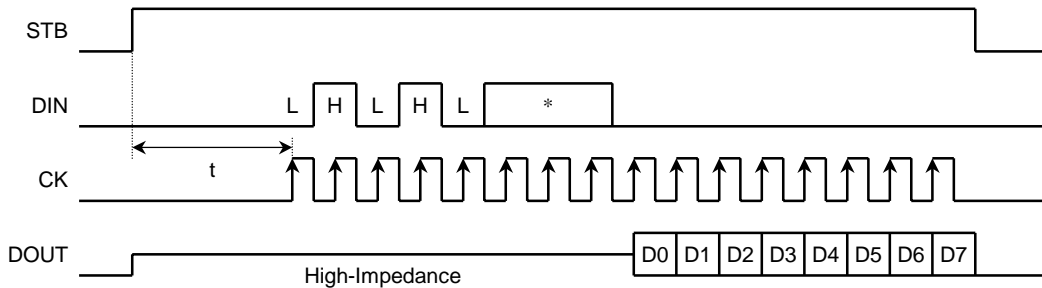 STB
DIN L H L H L *
t
CK
DOUT D0 D1 D2 D3 D4 D5 D6 D7
High-Impedance